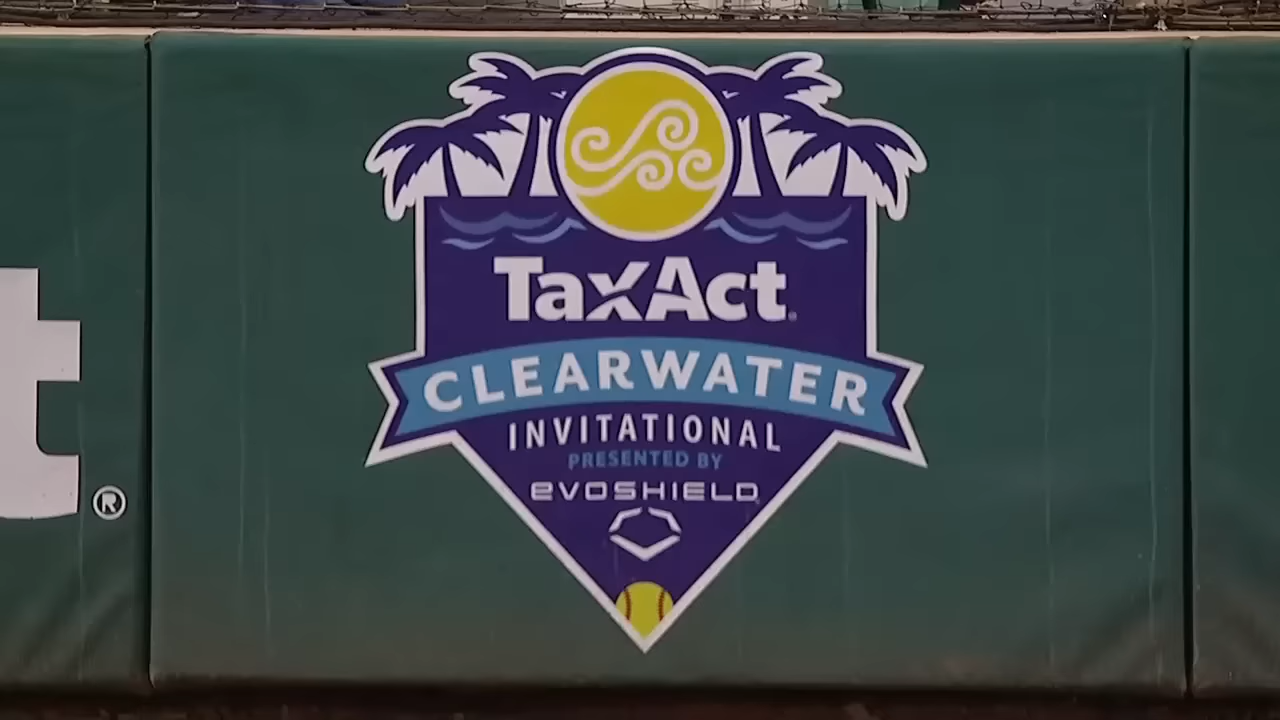 t®
TaxAct®
CLEARWATER
INVITATIONAL
PRESENTED BY
evoSHIELD